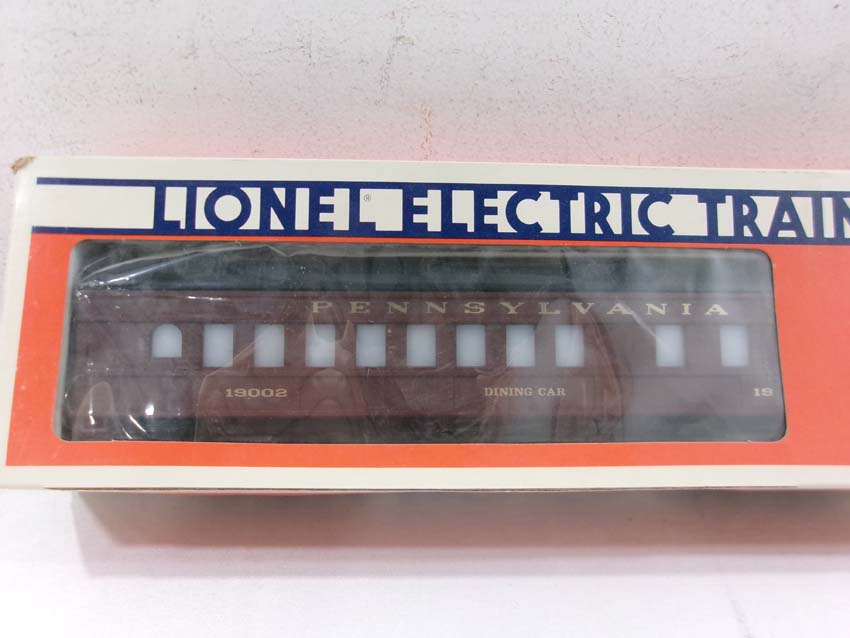 LIONEL® ELECTRIC TRAIN
PENNSYLVANIA
19002 DINING CAR 19